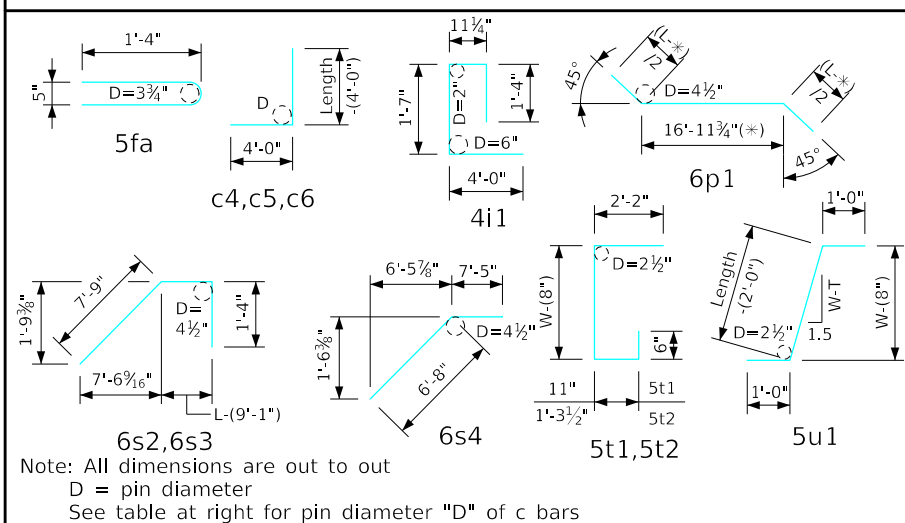 1'-4"
5"
D=3¾"
5fa
D
Length
-(4'-0")
4'-0"
c4,c5,c6
11¼"
1'-7"
D=2"
1'-4"
D=6"
4'-0"
4i1
45°
(L-✳)
/2
D=4½"
(L-✳)
/2
16'-11¾"(✳)
45°
6p1
7'-9"
1'-9⅜"
D=
4½"
1'-4"
7'-6⁹⁄₁₆"
L-(9'-1")
6s2,6s3
6'-5⅞"
7'-5"
1'-6⅜"
D=4½"
6'-8"
6s4
2'-2"
W-(8")
D=2½"
6"
11"
5t1
1'-3½"
5t2
5t1,5t2
1'-0"
Length
-(2'-0")
W-T
1.5
W-(8")
D=2½"
1'-0"
5u1
Note: All dimensions are out to out
D = pin diameter
See table at right for pin diameter "D" of c bars